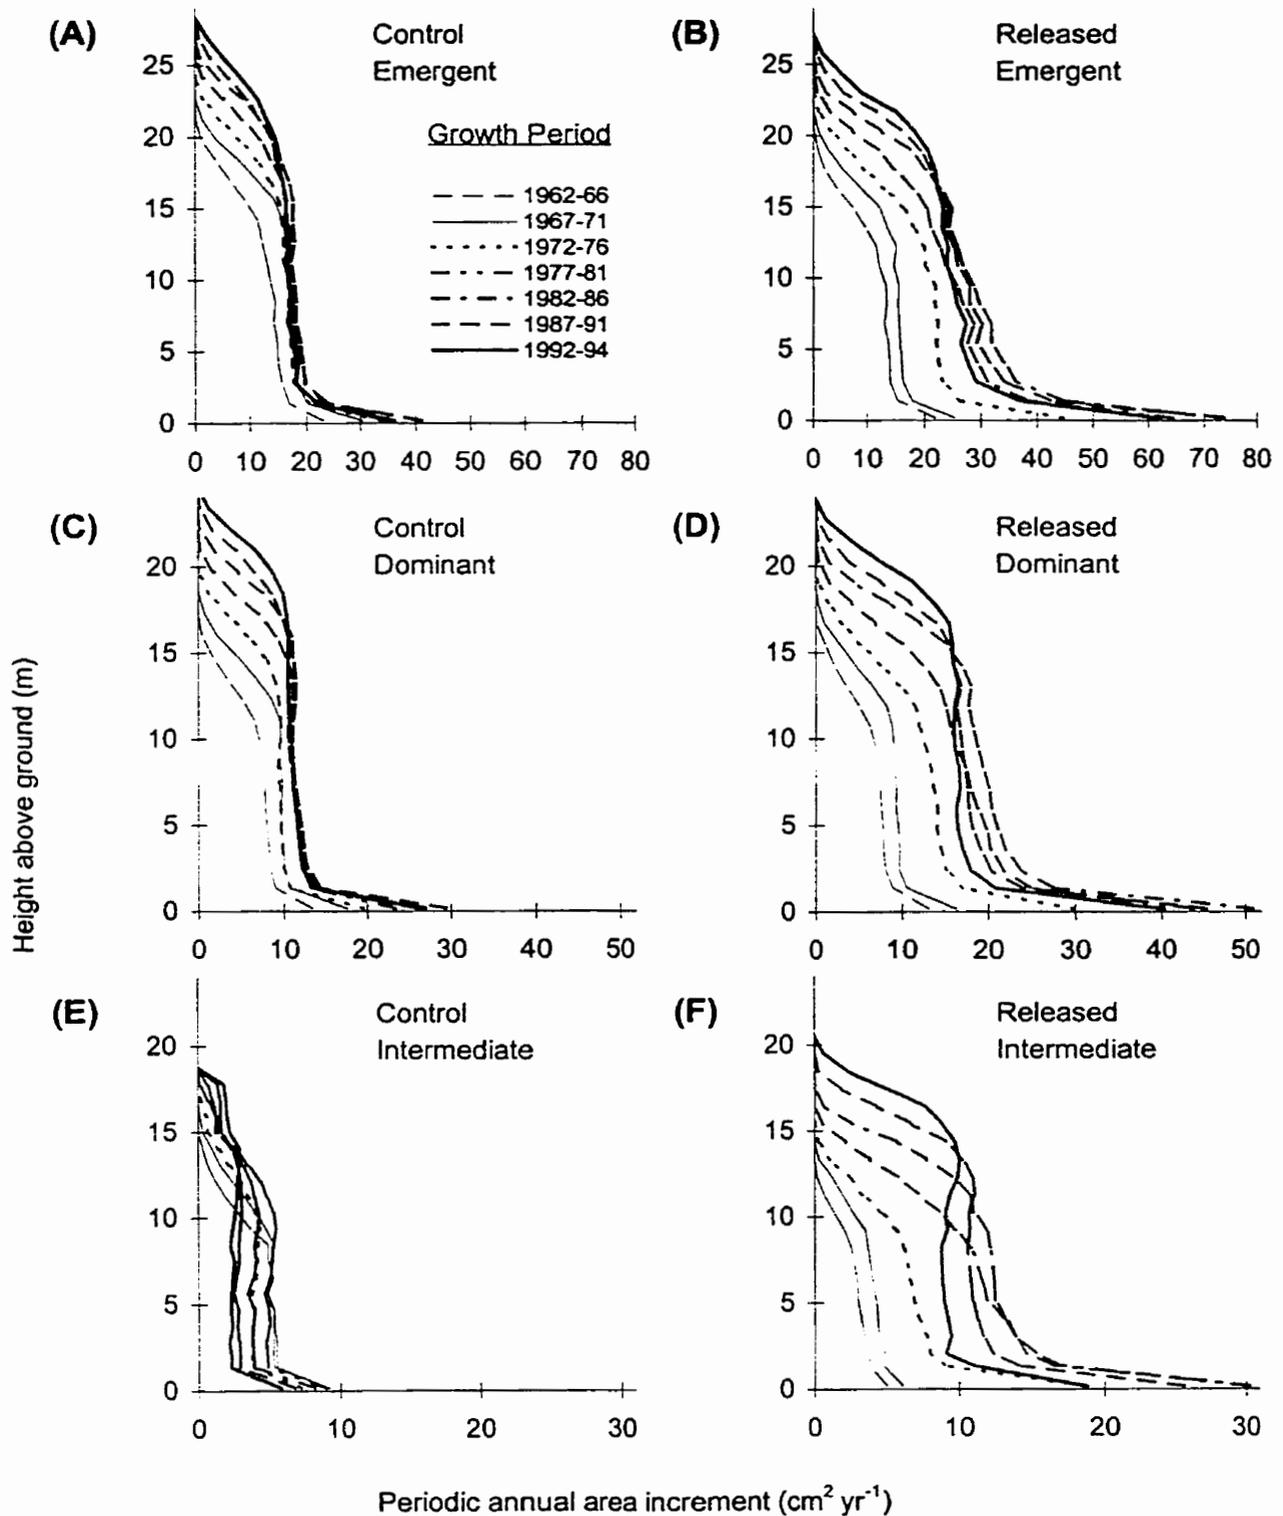 (A) Control
Emergent
25
20
15
10
5
0
0 10 20 30 40 50 60 70 80
Growth Period
1962-66
1967-71
1972-76
1977-81
1982-86
1987-91
1992-94
(B) Released
Emergent
25
20
15
10
5
0
0 10 20 30 40 50 60 70 80
Height above ground (m)
(C) Control
Dominant
20
15
10
5
0
0 10 20 30 40 50
(D) Released
Dominant
20
15
10
5
0
0 10 20 30 40 50
(E) Control
Intermediate
20
15
10
5
0
0 10 20 30
(F) Released
Intermediate
20
15
10
5
0
0 10 20 30
Periodic annual area increment (cm² yr⁻¹)